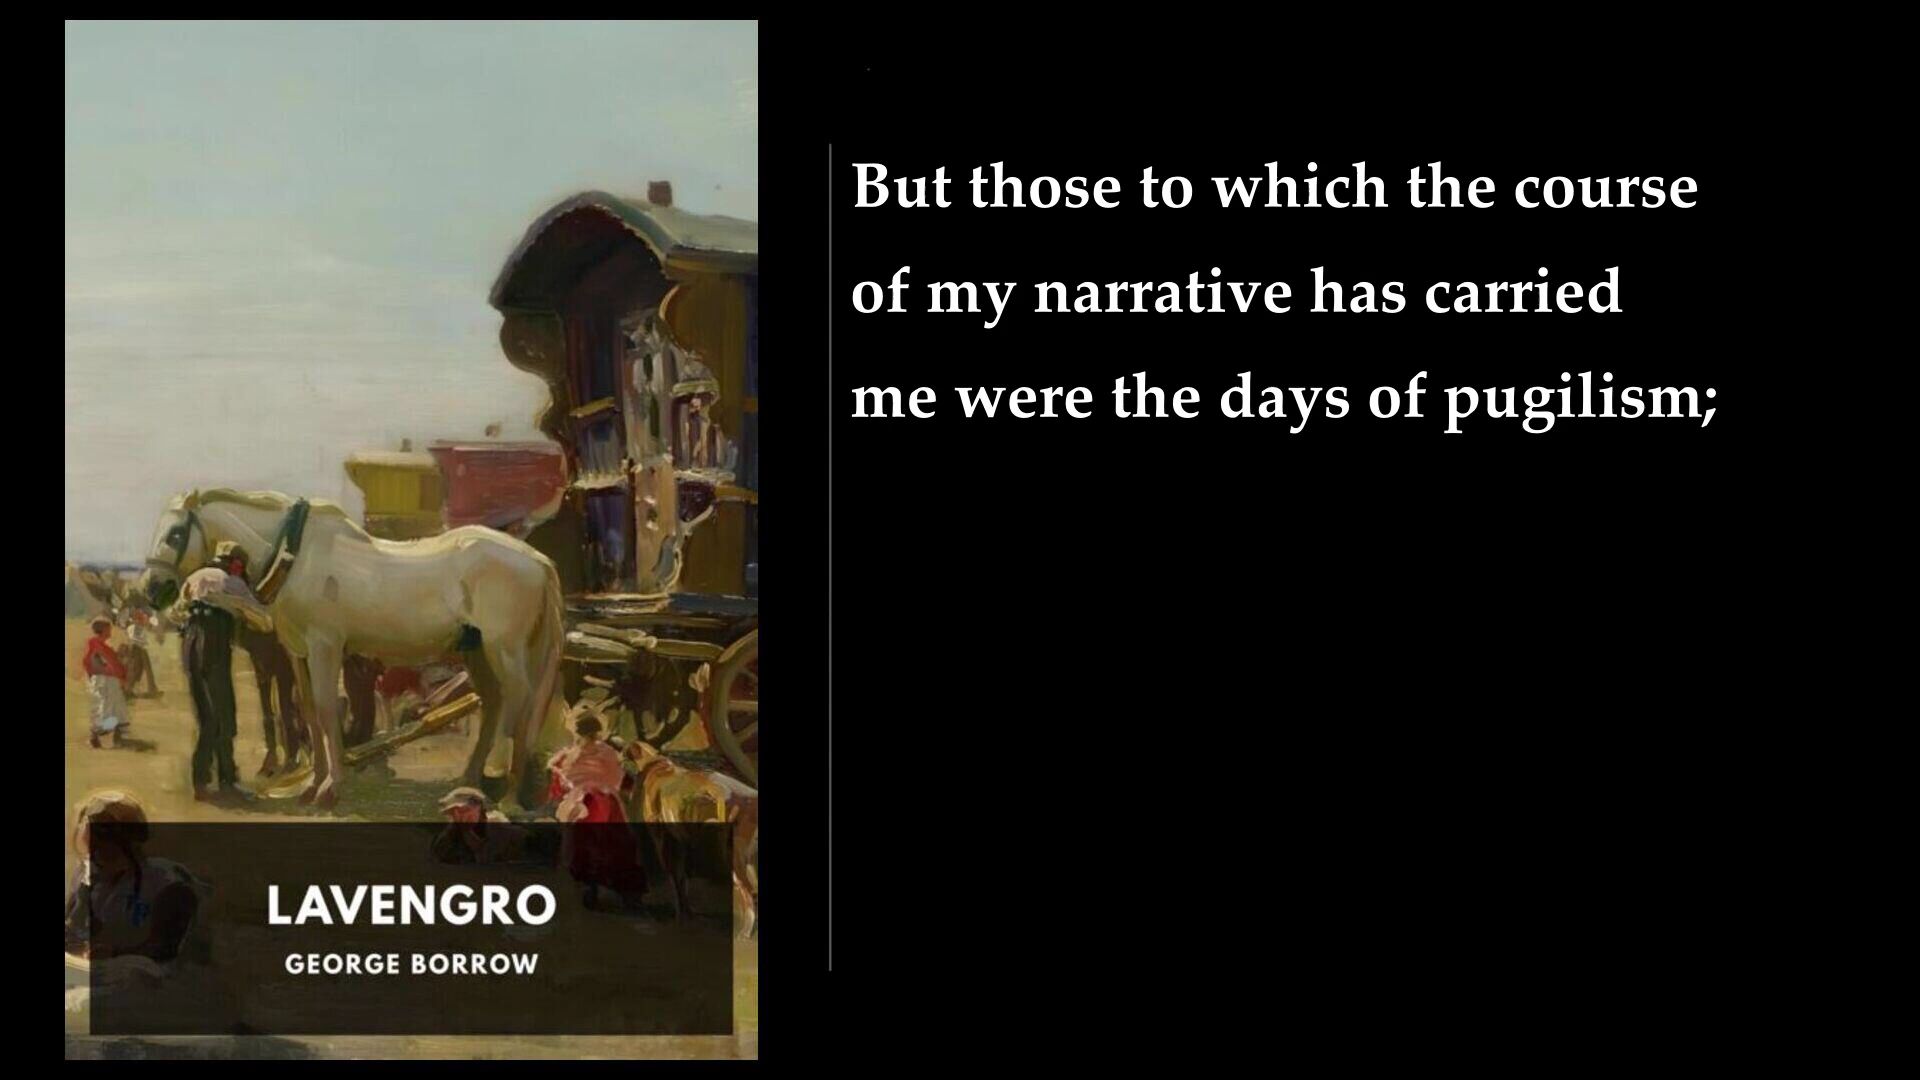 But those to which the course
of my narrative has carried
me were the days of pugilism;
LAVENGRO
GEORGE BORROW